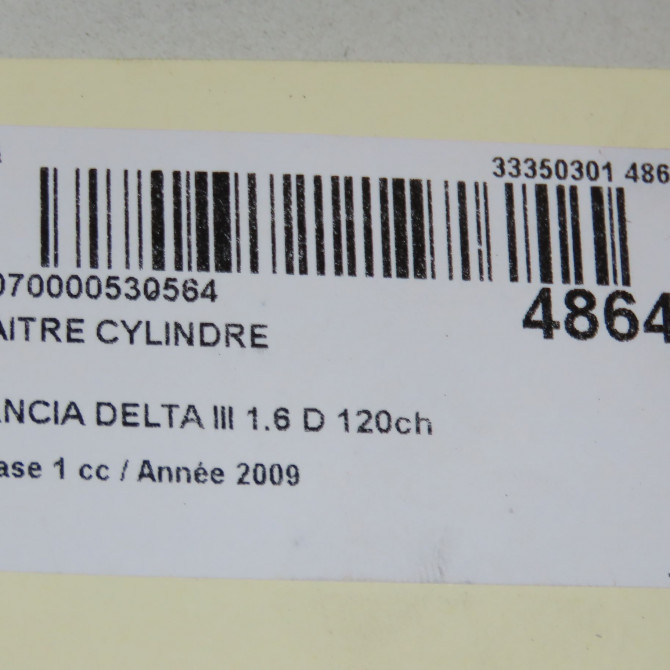 33350301 486
070000530564
4864
AITRE CYLINDRE
ANCIA DELTA III 1.6 D 120ch
ase 1 cc / Année 2009